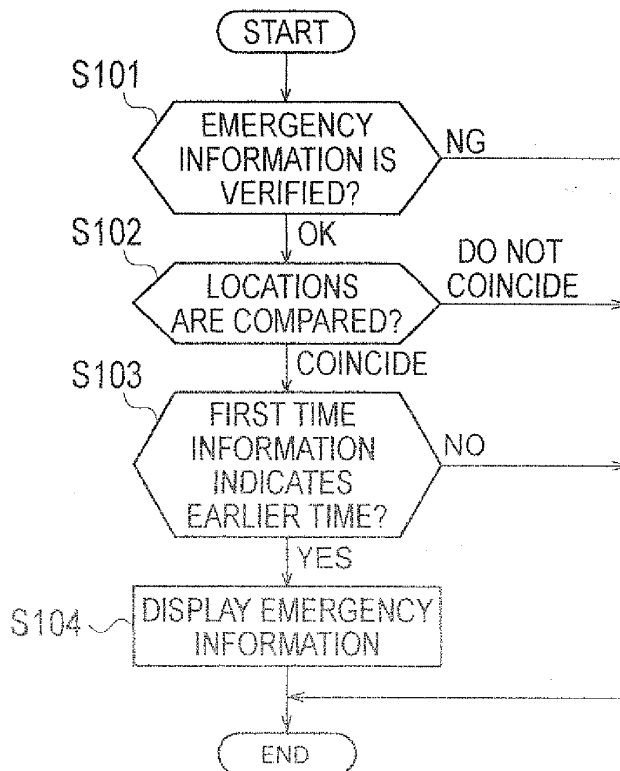 START
S101
EMERGENCY
INFORMATION IS
VERIFIED?
NG
OK
S102
LOCATIONS
ARE COMPARED?
DO NOT
COINCIDE
COINCIDE
S103
FIRST TIME
INFORMATION
INDICATES
EARLIER TIME?
NO
YES
S104
DISPLAY EMERGENCY
INFORMATION
END